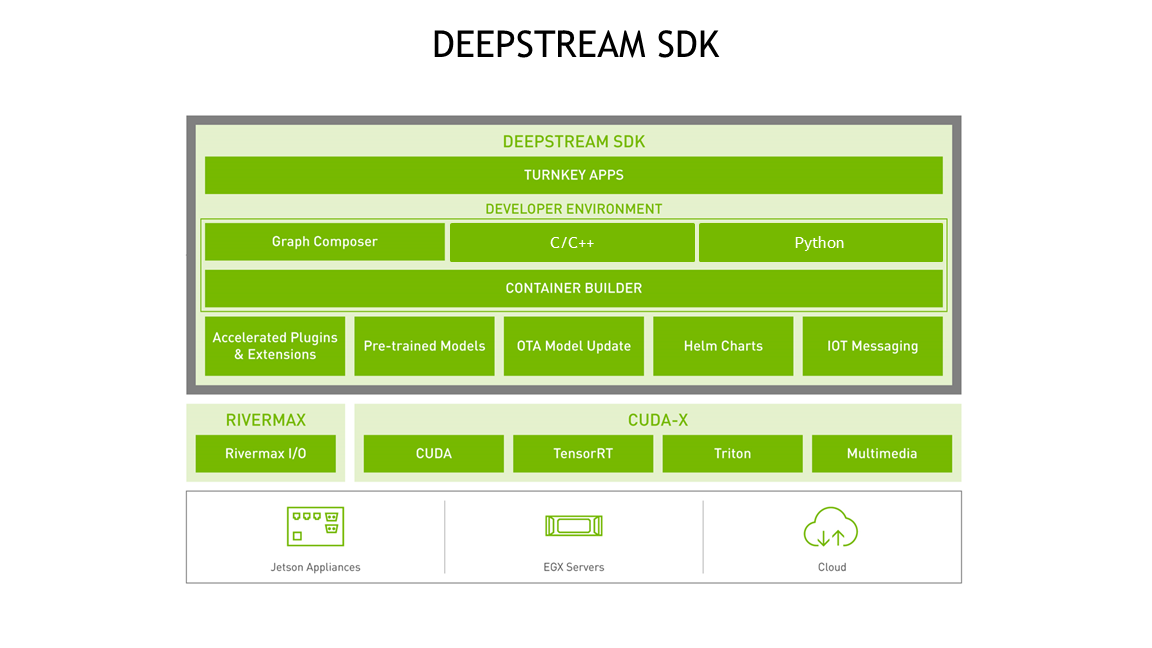 DEEPSTREAM SDK
DEEPSTREAM SDK
TURNKEY APPS
DEVELOPER ENVIRONMENT
Graph Composer
C/C++
Python
CONTAINER BUILDER
Accelerated Plugins
& Extensions
Pre-trained Models
OTA Model Update
Helm Charts
IOT Messaging
RIVERMAX
Rivermax I/O
CUDA-X
CUDA
TensorRT
Triton
Multimedia
Jetson Appliances
EGX Servers
Cloud